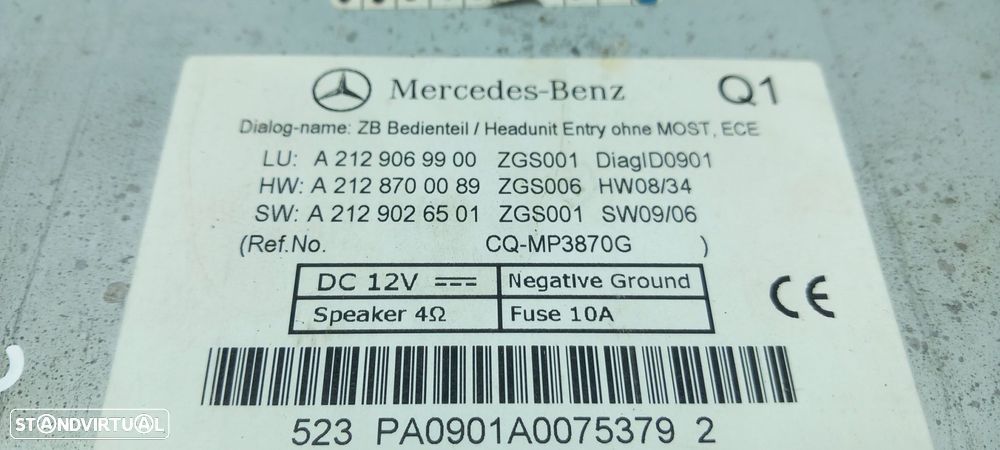 Mercedes-Benz
Q1
Dialog-name: ZB Bedienteil / Headunit Entry ohne MOST, ECE
LU: A 212 906 99 00 ZGS001 DiagID0901
HW: A 212 870 00 89 ZGS006 HW08/34
SW: A 212 902 65 01 ZGS001 SW09/06
(Ref.No. CQ-MP3870G )
DC 12V Negative Ground
Speaker 4Ω Fuse 10A
CE
523 PA0901A0075379 2
STANDVIRTUAL